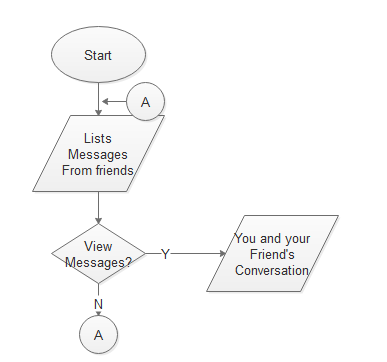 Start
A
Lists
Messages
From friends
View
Messages?
Y
You and your
Friend's
Conversation
N
A